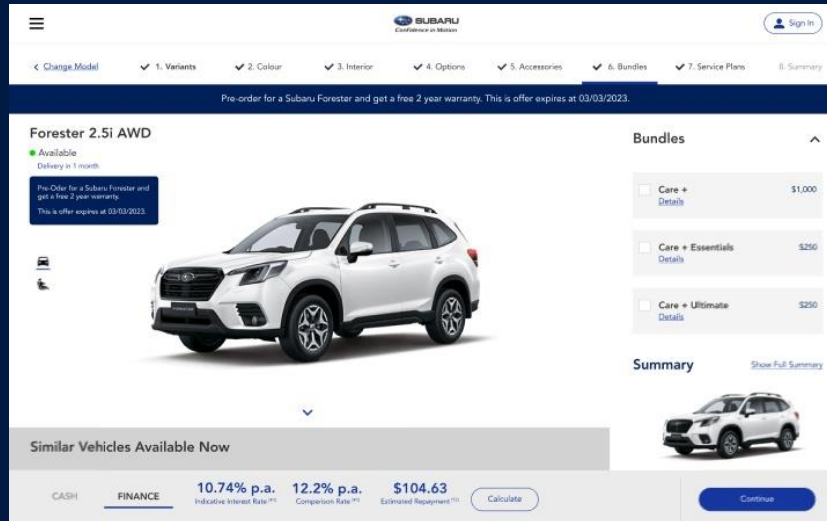 SUBARU
Confidence in Motion
Sign In
Change Model
1. Variants
2. Colour
3. Interior
4. Options
5. Accessories
6. Bundles
7. Service Plans
8. Summary
Pre-order for a Subaru Forester and get a free 2 year warranty. This is offer expires at 03/03/2023.
Forester 2.5i AWD
Available
Delivery in 1 month
Pre-Oder for a Subaru Forester and
get a free 2 year warranty.
This is offer expires at 03/03/2023.
FORESTER
Bundles
Care +
$1,000
Details
Care + Essentials
$250
Details
Care + Ultimate
$250
Details
Summary
Show Full Summary
Similar Vehicles Available Now
CASH
FINANCE
10.74% p.a.
Indicative Interest Rate
12.2% p.a.
Comparison Rate
$104.63
Estimated Repayment
Calculate
Continue